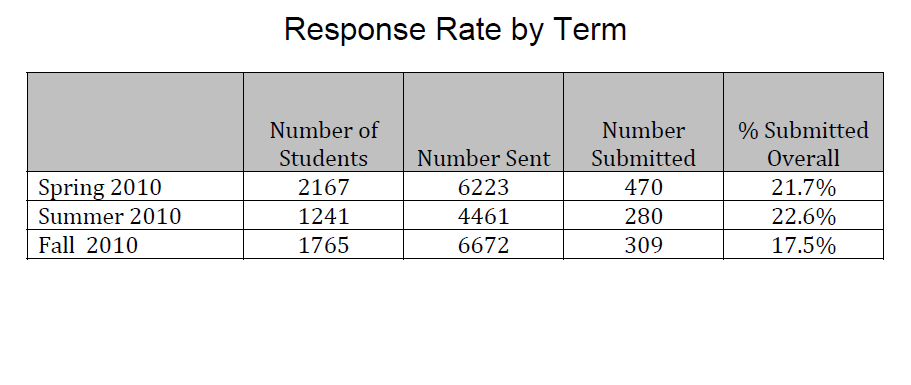 Response Rate by Term
Number of Students Number Sent Number Submitted % Submitted Overall
Spring 2010 2167 6223 470 21.7%
Summer 2010 1241 4461 280 22.6%
Fall 2010 1765 6672 309 17.5%